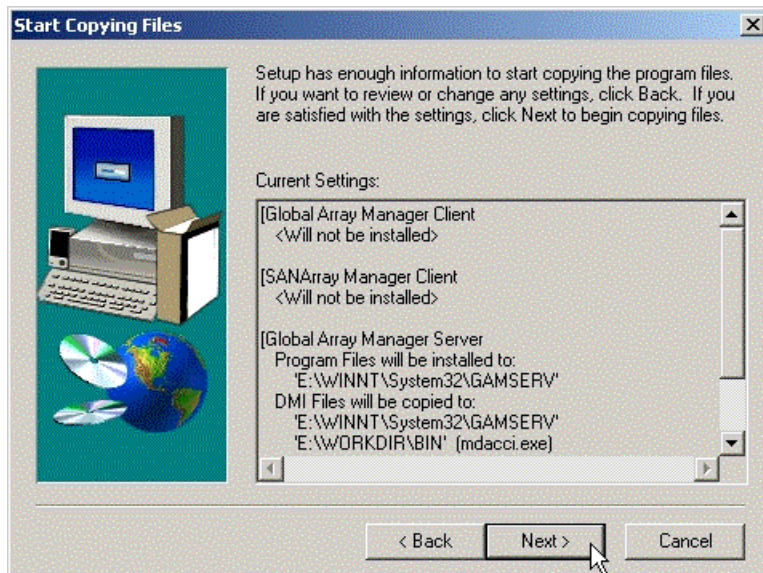 Start Copying Files
Setup has enough information to start copying the program files.
If you want to review or change any settings, click Back. If you
are satisfied with the settings, click Next to begin copying files.
Current Settings:
[Global Array Manager Client
<Will not be installed>
[SANArray Manager Client
<Will not be installed>
[Global Array Manager Server
Program Files will be installed to:
'E:\WINNT\System32\GAMSERV'
DMI Files will be copied to:
'E:\WINNT\System32\GAMSERV'
'E:\WORKDIR\BIN' (mdacci.exe)
< Back
Next >
Cancel